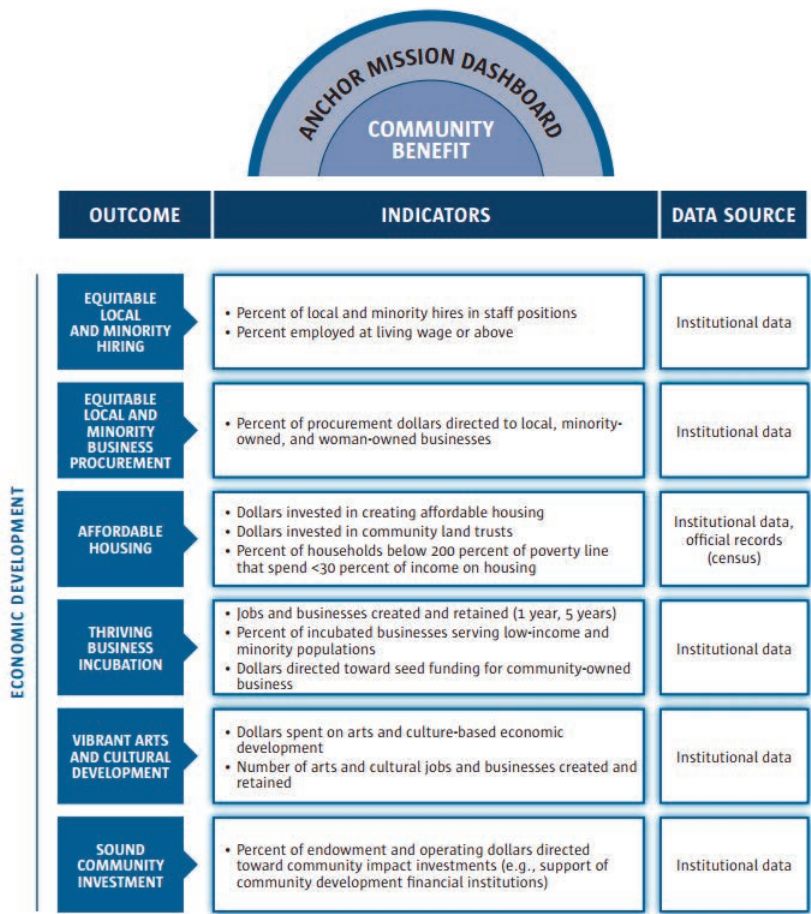 ANCHOR MISSION DASHBOARD
COMMUNITY
BENEFIT
OUTCOME
INDICATORS
DATA SOURCE
ECONOMIC DEVELOPMENT
EQUITABLE
LOCAL
AND MINORITY
HIRING
• Percent of local and minority hires in staff positions
• Percent employed at living wage or above
Institutional data
EQUITABLE
LOCAL AND
MINORITY
BUSINESS
PROCUREMENT
• Percent of procurement dollars directed to local, minority-
owned, and woman-owned businesses
Institutional data
AFFORDABLE
HOUSING
• Dollars invested in creating affordable housing
• Dollars invested in community land trusts
• Percent of households below 200 percent of poverty line
that spend <30 percent of income on housing
Institutional data,
official records
(census)
THRIVING
BUSINESS
INCUBATION
• Jobs and businesses created and retained (1 year, 5 years)
• Percent of incubated businesses serving low-income and
minority populations
• Dollars directed toward seed funding for community-owned
business
Institutional data
VIBRANT ARTS
AND CULTURAL
DEVELOPMENT
• Dollars spent on arts and culture-based economic
development
• Number of arts and cultural jobs and businesses created and
retained
Institutional data
SOUND
COMMUNITY
INVESTMENT
• Percent of endowment and operating dollars directed
toward community impact investments (e.g., support of
community development financial institutions)
Institutional data